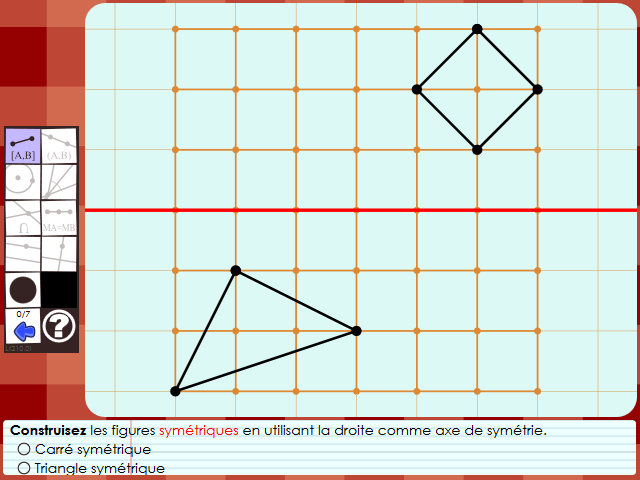 [A,B]
(A,B)
∩
MA=MB
0/7
?
Construisez les figures symétriques en utilisant la droite comme axe de symétrie.
Carré symétrique
Triangle symétrique